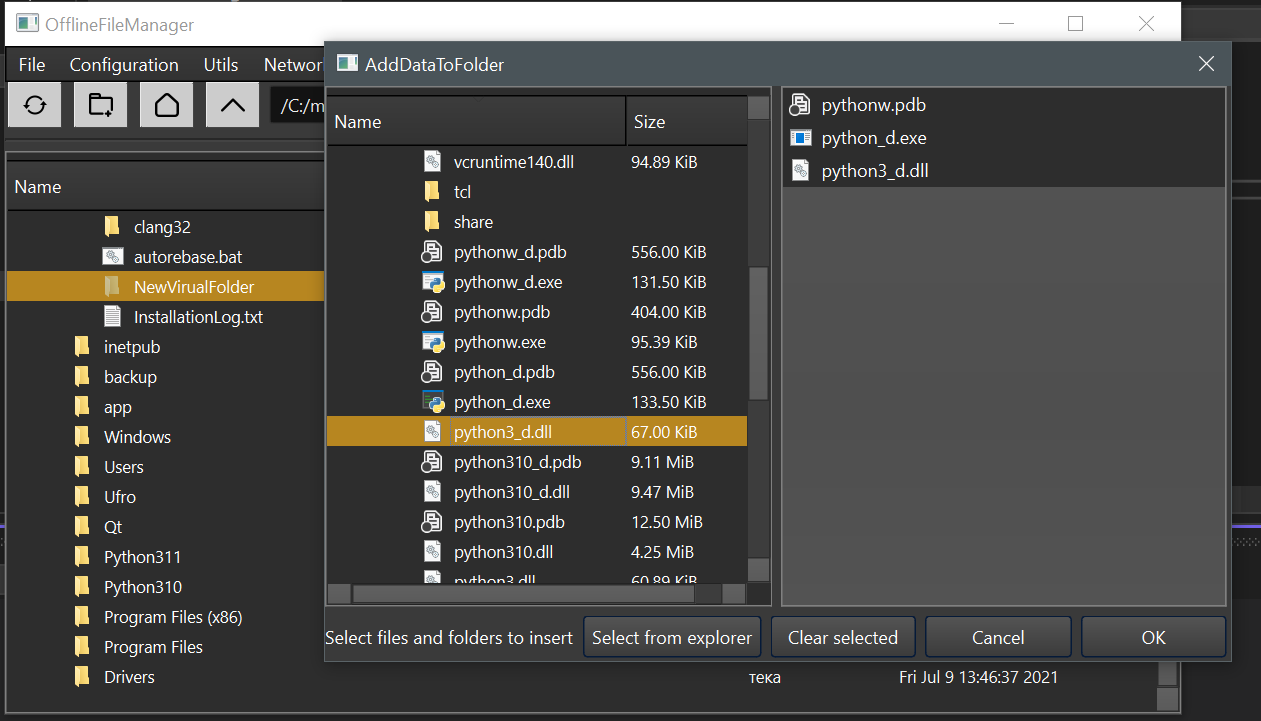 OfflineFileManager
File Configuration Utils Networ
/C:/m
Name
clang32
autorebase.bat
NewVirualFolder
InstallationLog.txt
inetpub
backup
app
Windows
Users
Ufro
Qt
Python311
Python310
Program Files (x86)
Program Files
Drivers
тека Fri Jul 9 13:46:37 2021
AddDataToFolder
Name Size
vcruntime140.dll 94.89 KiB
tcl
share
pythonw_d.pdb 556.00 KiB
pythonw_d.exe 131.50 KiB
pythonw.pdb 404.00 KiB
pythonw.exe 95.39 KiB
python_d.pdb 556.00 KiB
python_d.exe 133.50 KiB
python3_d.dll 67.00 KiB
python310_d.pdb 9.11 MiB
python310_d.dll 9.47 MiB
python310.pdb 12.50 MiB
python310.dll 4.25 MiB
python3.dll 60.89 KiB
pythonw.pdb
python_d.exe
python3_d.dll
Select files and folders to insert Select from explorer Clear selected Cancel OK